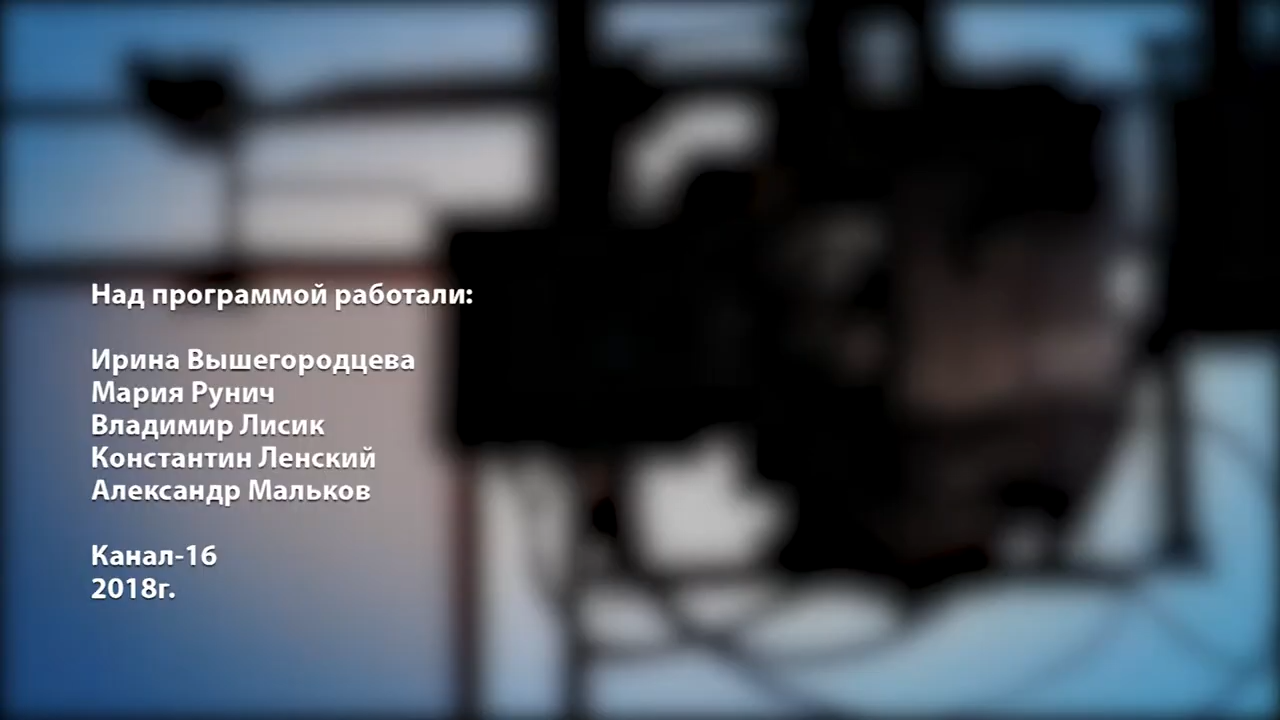 Над программой работали:
Ирина Вышегородцева
Мария Рунич
Владимир Лисик
Константин Ленский
Александр Мальков
Канал-16
2018г.